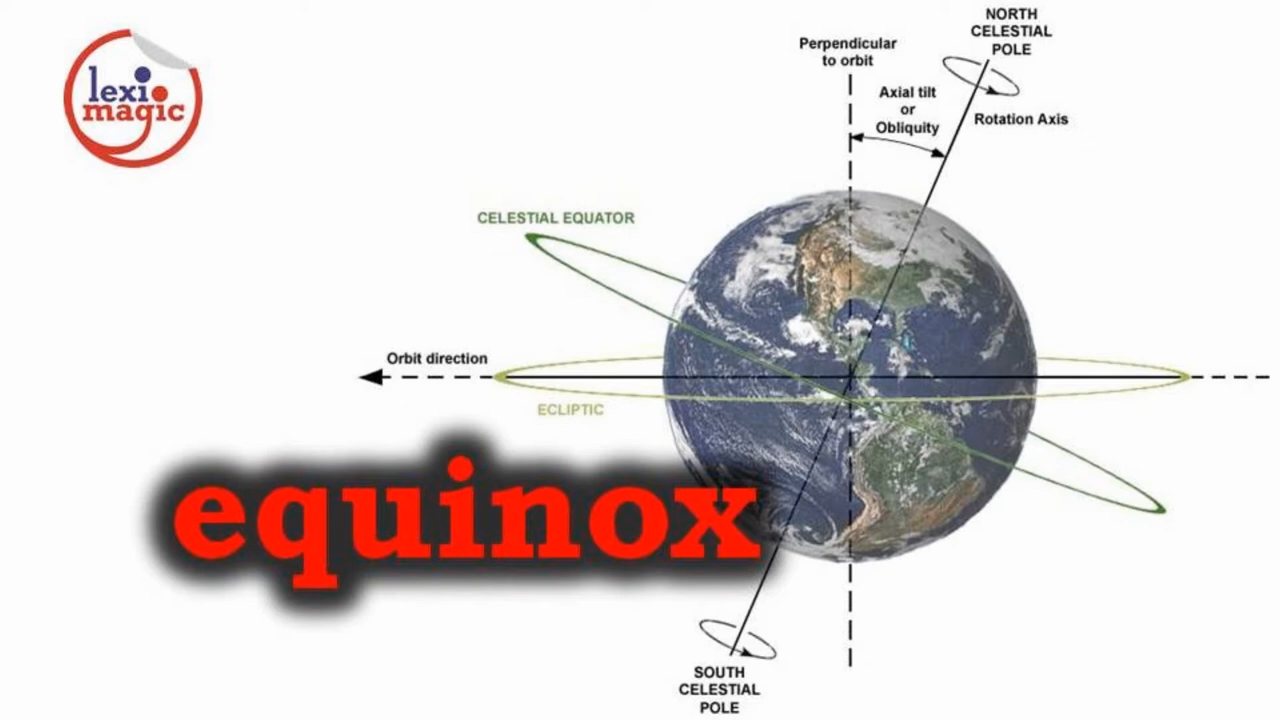 lexi
magic
NORTH
CELESTIAL
POLE
Perpendicular
to orbit
Axial tilt
or
Obliquity
Rotation Axis
CELESTIAL EQUATOR
Orbit direction
ECLIPTIC
equinox
SOUTH
CELESTIAL
POLE